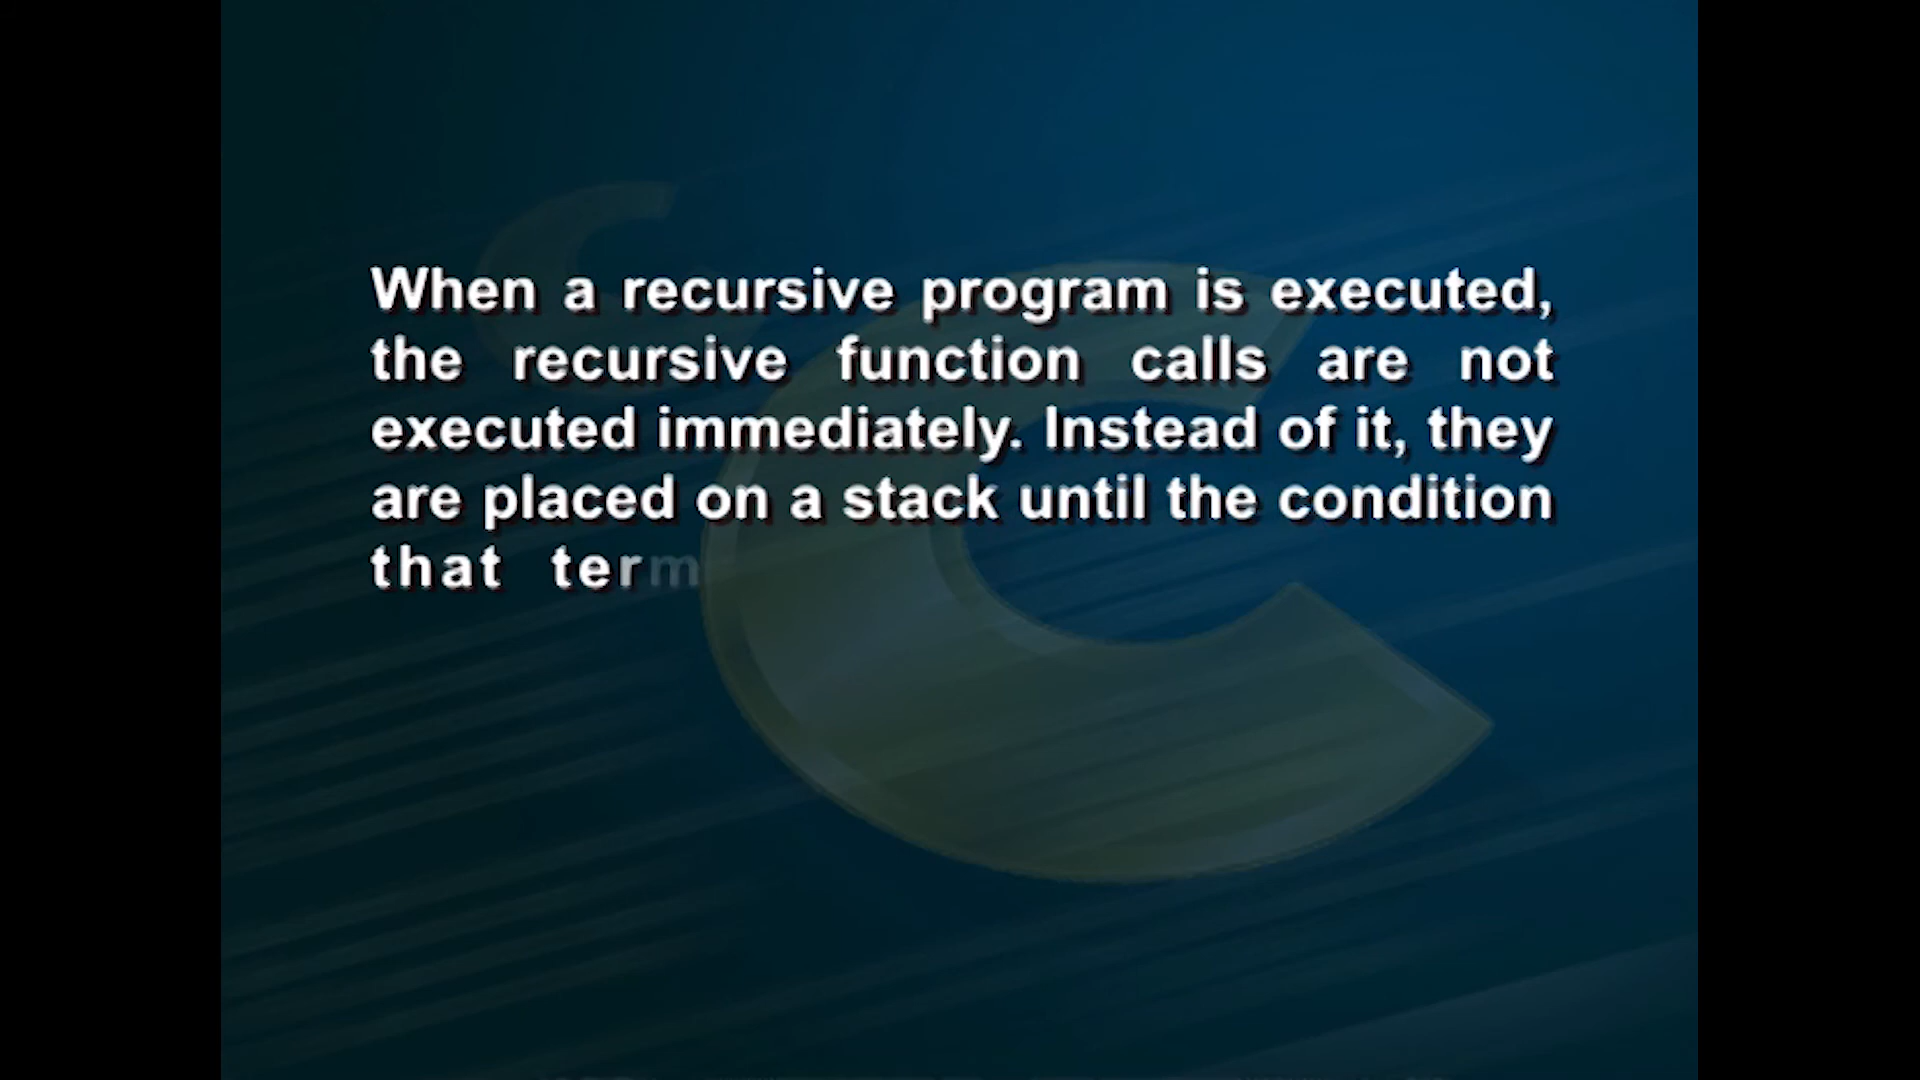 When a recursive program is executed,
the recursive function calls are not
executed immediately. Instead of it, they
are placed on a stack until the condition
that term